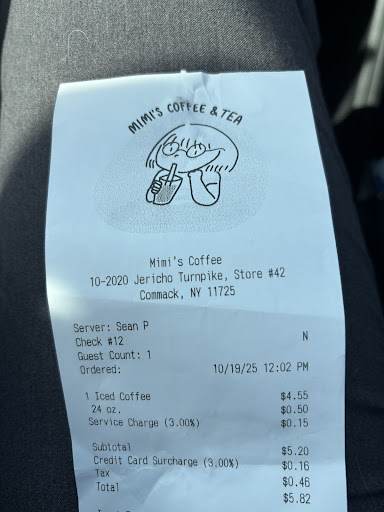 MIMI'S COFFEE & TEA
Mimi's Coffee
10-2020 Jericho Turnpike, Store #42
Commack, NY 11725
Server: Sean P
Check #12 N
Guest Count: 1
Ordered: 10/19/25 12:02 PM
1 Iced Coffee $4.55
24 oz. $0.50
Service Charge (3.00%) $0.15
Subtotal $5.20
Credit Card Surcharge (3.00%) $0.16
Tax $0.46
Total $5.82